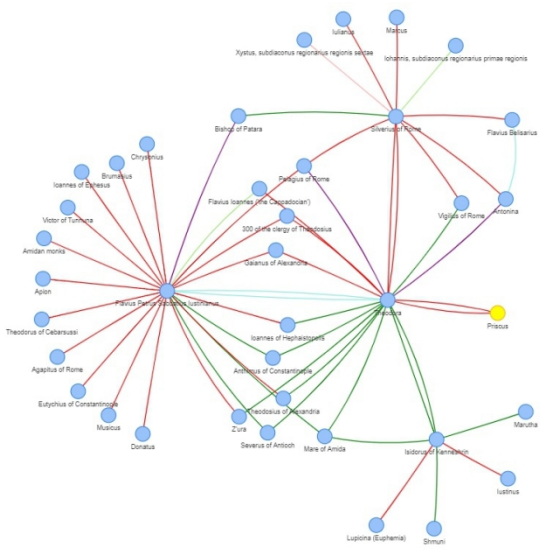 Iulianus
Marcus
Xystus, subdiaconus regionarius regionis sextae
Iohannis, subdiaconus regionarius primae regionis
Bishop of Patara
Silverius of Rome
Flavius Belisarius
Chrysonius
Brumasius
Pelagius of Rome
Ioannes of Ephesus
Flavius Ioannes ('the Cappadocian')
Antonina
Victor of Tunnuna
Vigilius of Rome
300 of the clergy of Theodosius
Amidan monks
Gaianus of Alexandria
Apion
Flavius Petrus Sabbatius Iustinianus
Theodora
Priscus
Theodorus of Cebarsussi
Ioannes of Hephaistopolis
Agapitus of Rome
Anthimus of Constantinople
Eutychius of Constantinople
Theodosius of Alexandria
Musicus
Z'ura
Marutha
Donatus
Severus of Antioch
Mare of Amida
Isidorus of Kenneshrin
Iustinus
Lupicina (Euphemia)
Shmuni